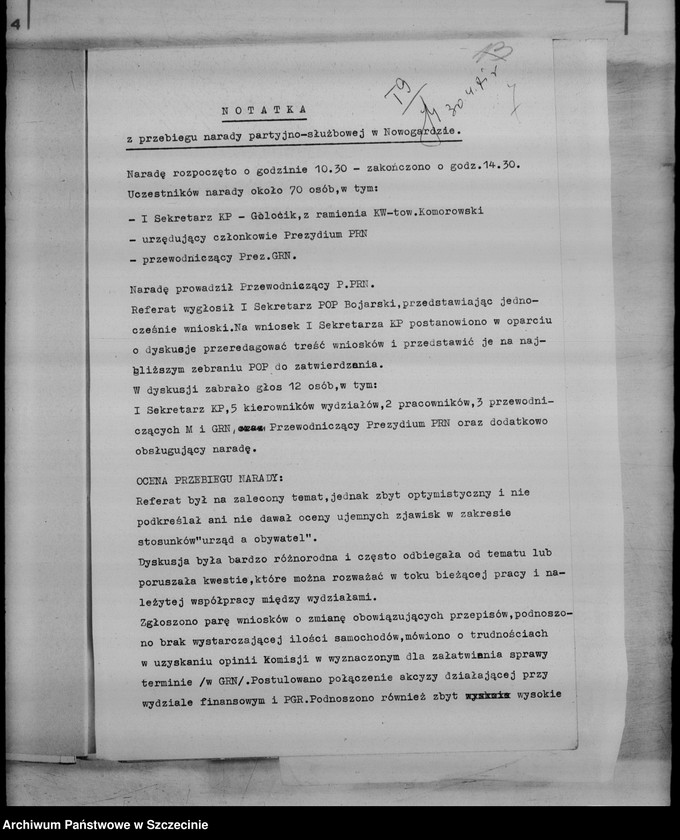 4
N O T A T K A
z przebiegu narady partyjno-służbowej w Nowogardzie.
Naradę rozpoczęto o godzinie 10.30 - zakończono o godz.14.30.
Uczestników narady około 70 osób,w tym:
- I Sekretarz KP - Gołocik,z ramienia KW-tow.Komorowski
- urzędujący członkowie Prezydium PRN
- przewodniczący Prez.GRN.
Naradę prowadził Przewodniczący P.PRN.
Referat wygłosił I Sekretarz POP Bojarski,przedstawiając jedno-
cześnie wnioski.Na wniosek I Sekretarza KP postanowiono w oparciu
o dyskusje przeredagować treść wniosków i przedstawić je na naj-
bliższym zebraniu POP do zatwierdzenia.
W dyskusji zabrało głos 12 osób,w tym:
I Sekretarz KP,5 kierowników wydziałów,2 pracowników,3 przewodni-
czących M i GRN, Przewodniczący Prezydium PRN oraz dodatkowo
obsługujący naradę.
OCENA PRZEBIEGU NARADY:
Referat był na zalecony temat,jednak zbyt optymistyczny i nie
podkreślał ani nie dawał oceny ujemnych zjawisk w zakresie
stosunków"urząd a obywatel".
Dyskusja była bardzo różnorodna i często odbiegała od tematu lub
poruszała kwestie,które można rozważać w toku bieżącej pracy i na-
leżytej współpracy między wydziałami.
Zgłoszono parę wniosków o zmianę obowiązujących przepisów,podnoszo-
no brak wystarczającej ilości samochodów,mówiono o trudnościach
w uzyskaniu opinii Komisji w wyznaczonym dla załatwienia sprawy
terminie /w GRN/.Postulowano połączenie akcyzy działającej przy
wydziale finansowym i PGR.Podnoszono również zbyt wysokie
Archiwum Państwowe w Szczecinie